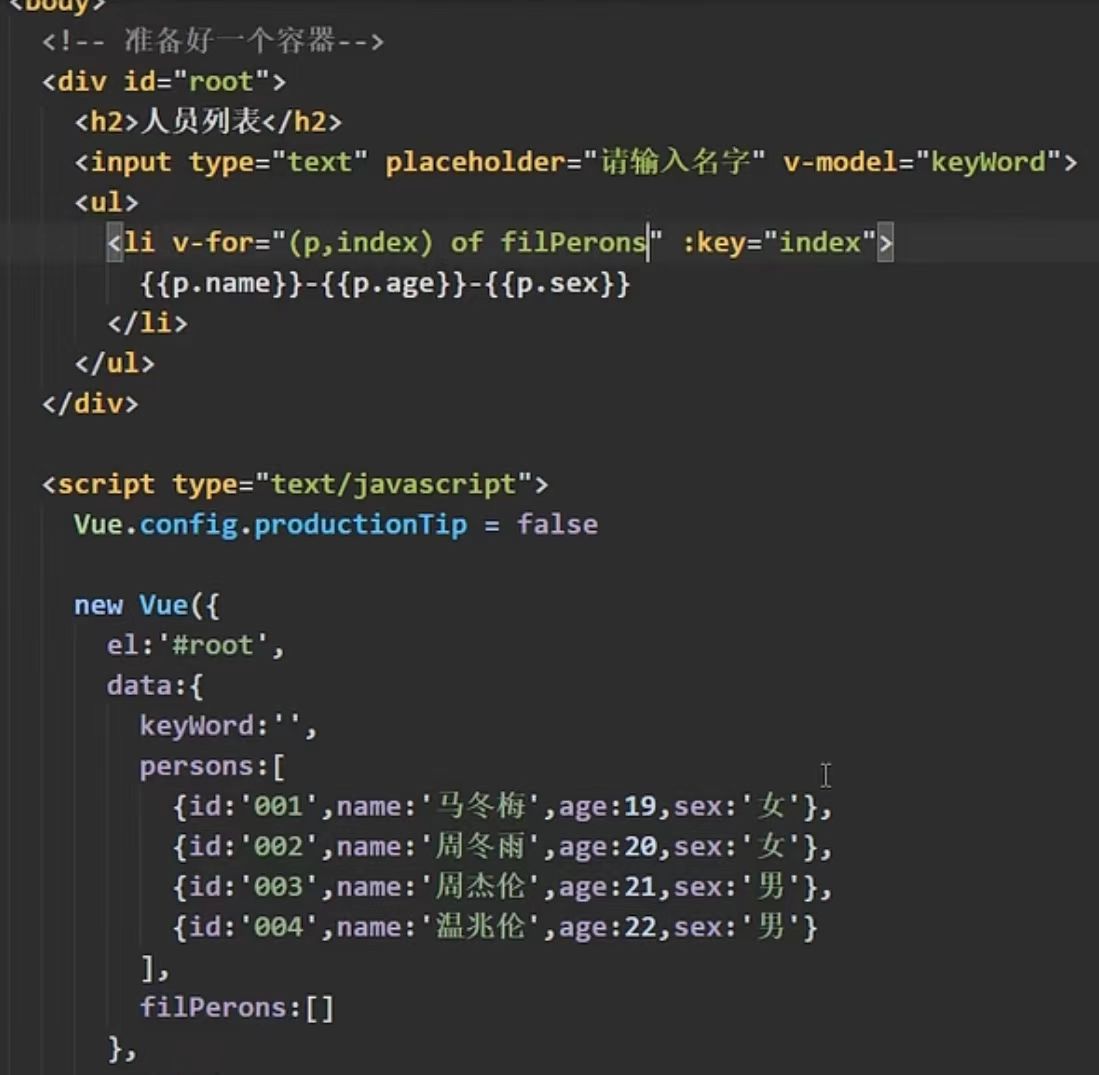 <body>
<!-- 准备好一个容器-->
<div id="root">
<h2>人员列表</h2>
<input type="text" placeholder="请输入名字" v-model="keyWord">
<ul>
<li v-for="(p,index) of filPerons" :key="index">
{{p.name}}-{{p.age}}-{{p.sex}}
</li>
</ul>
</div>
<script type="text/javascript">
Vue.config.productionTip = false
new Vue({
el:'#root',
data:{
keyWord:'',
persons:[
{id:'001',name:'马冬梅',age:19,sex:'女'},
{id:'002',name:'周冬雨',age:20,sex:'女'},
{id:'003',name:'周杰伦',age:21,sex:'男'},
{id:'004',name:'温兆伦',age:22,sex:'男'}
],
filPerons:[]
},